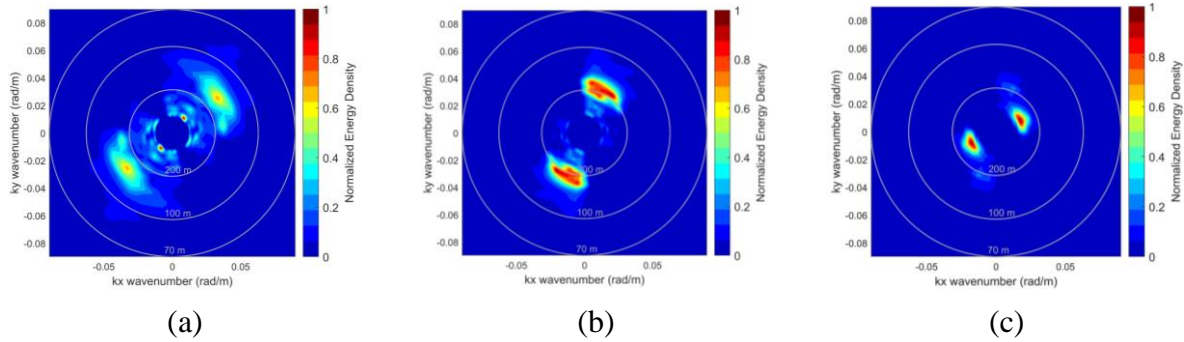 0.08
0.06
0.04
0.02
0
-0.02
-0.04
-0.06
-0.08
ky wavenumber (rad/m)
-0.05
0
0.05
kx wavenumber (rad/m)
200 m
100 m
70 m
1
0.8
0.6
0.4
0.2
0
Normalized Energy Density
(a)
0.08
0.06
0.04
0.02
0
-0.02
-0.04
-0.06
-0.08
ky wavenumber (rad/m)
-0.05
0
0.05
kx wavenumber (rad/m)
200 m
100 m
70 m
1
0.8
0.6
0.4
0.2
0
Normalized Energy Density
(b)
0.08
0.06
0.04
0.02
0
-0.02
-0.04
-0.06
-0.08
ky wavenumber (rad/m)
-0.05
0
0.05
kx wavenumber (rad/m)
200 m
100 m
70 m
1
0.8
0.6
0.4
0.2
0
Normalized Energy Density
(c)